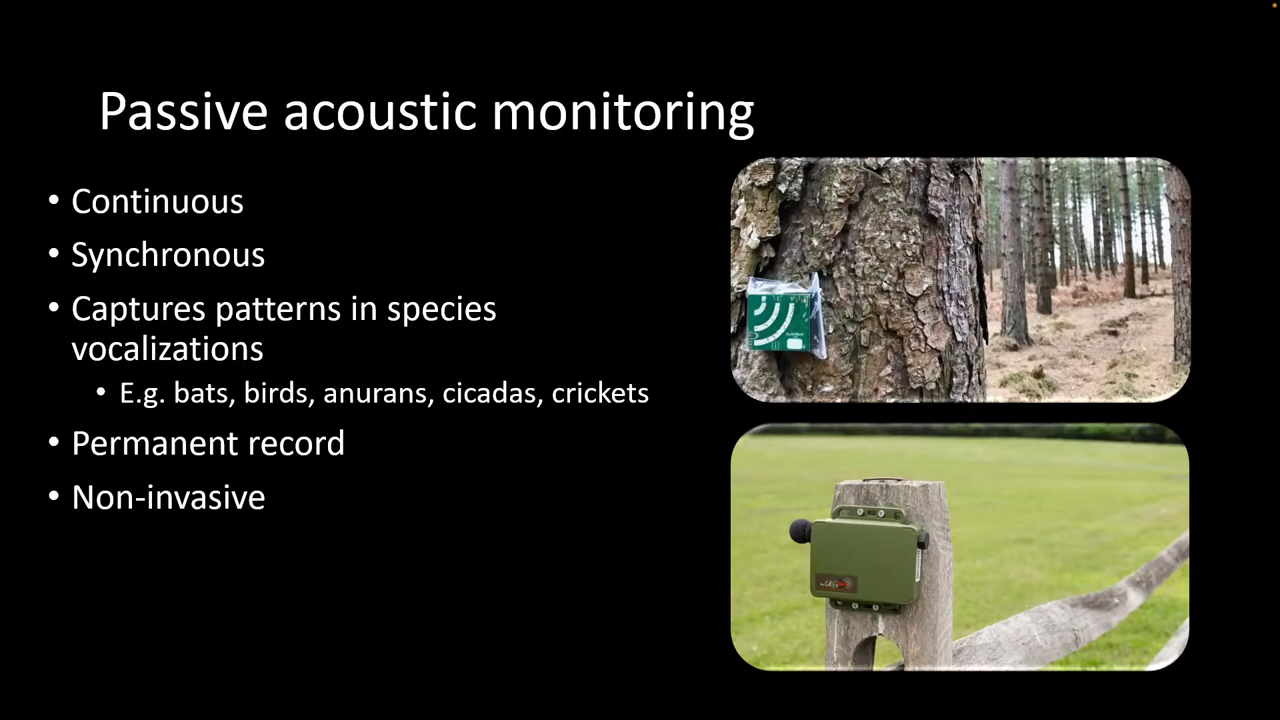 Passive acoustic monitoring
• Continuous
• Synchronous
• Captures patterns in species
vocalizations
• E.g. bats, birds, anurans, cicadas, crickets
• Permanent record
• Non-invasive